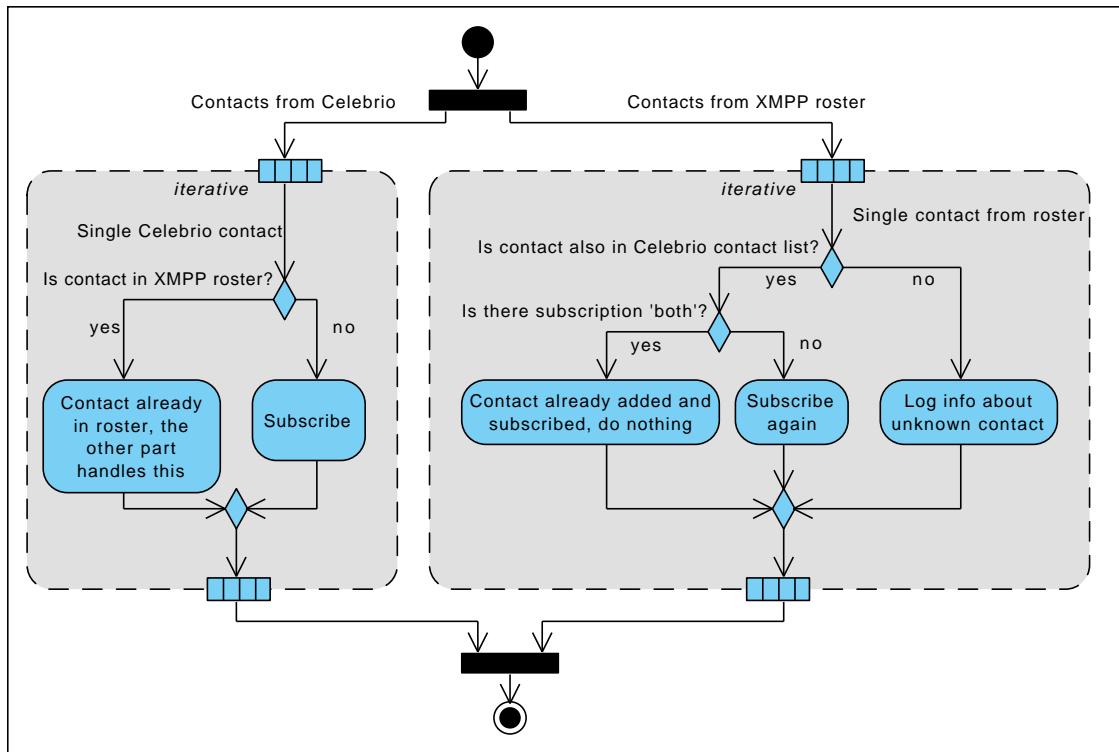 Contacts from Celebrio
Contacts from XMPP roster
iterative
iterative
Single Celebrio contact
Single contact from roster
Is contact in XMPP roster?
Is contact also in Celebrio contact list?
yes
no
yes
no
Is there subscription 'both'?
yes
no
Contact already
in roster, the
other part
handles this
Subscribe
Contact already added and
subscribed, do nothing
Subscribe
again
Log info about
unknown contact